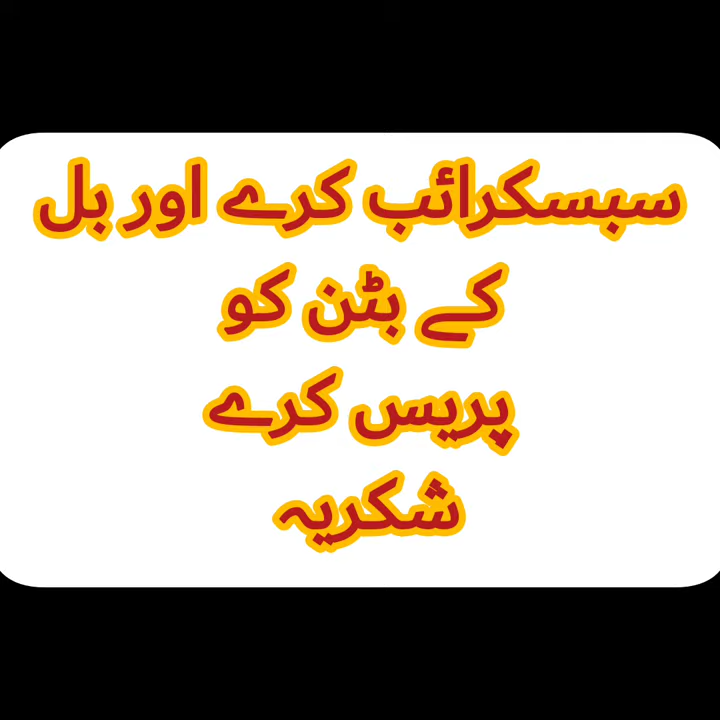 سبسکرائب کرے اور بل
کے بٹن کو
پریس کرے
شکریہ